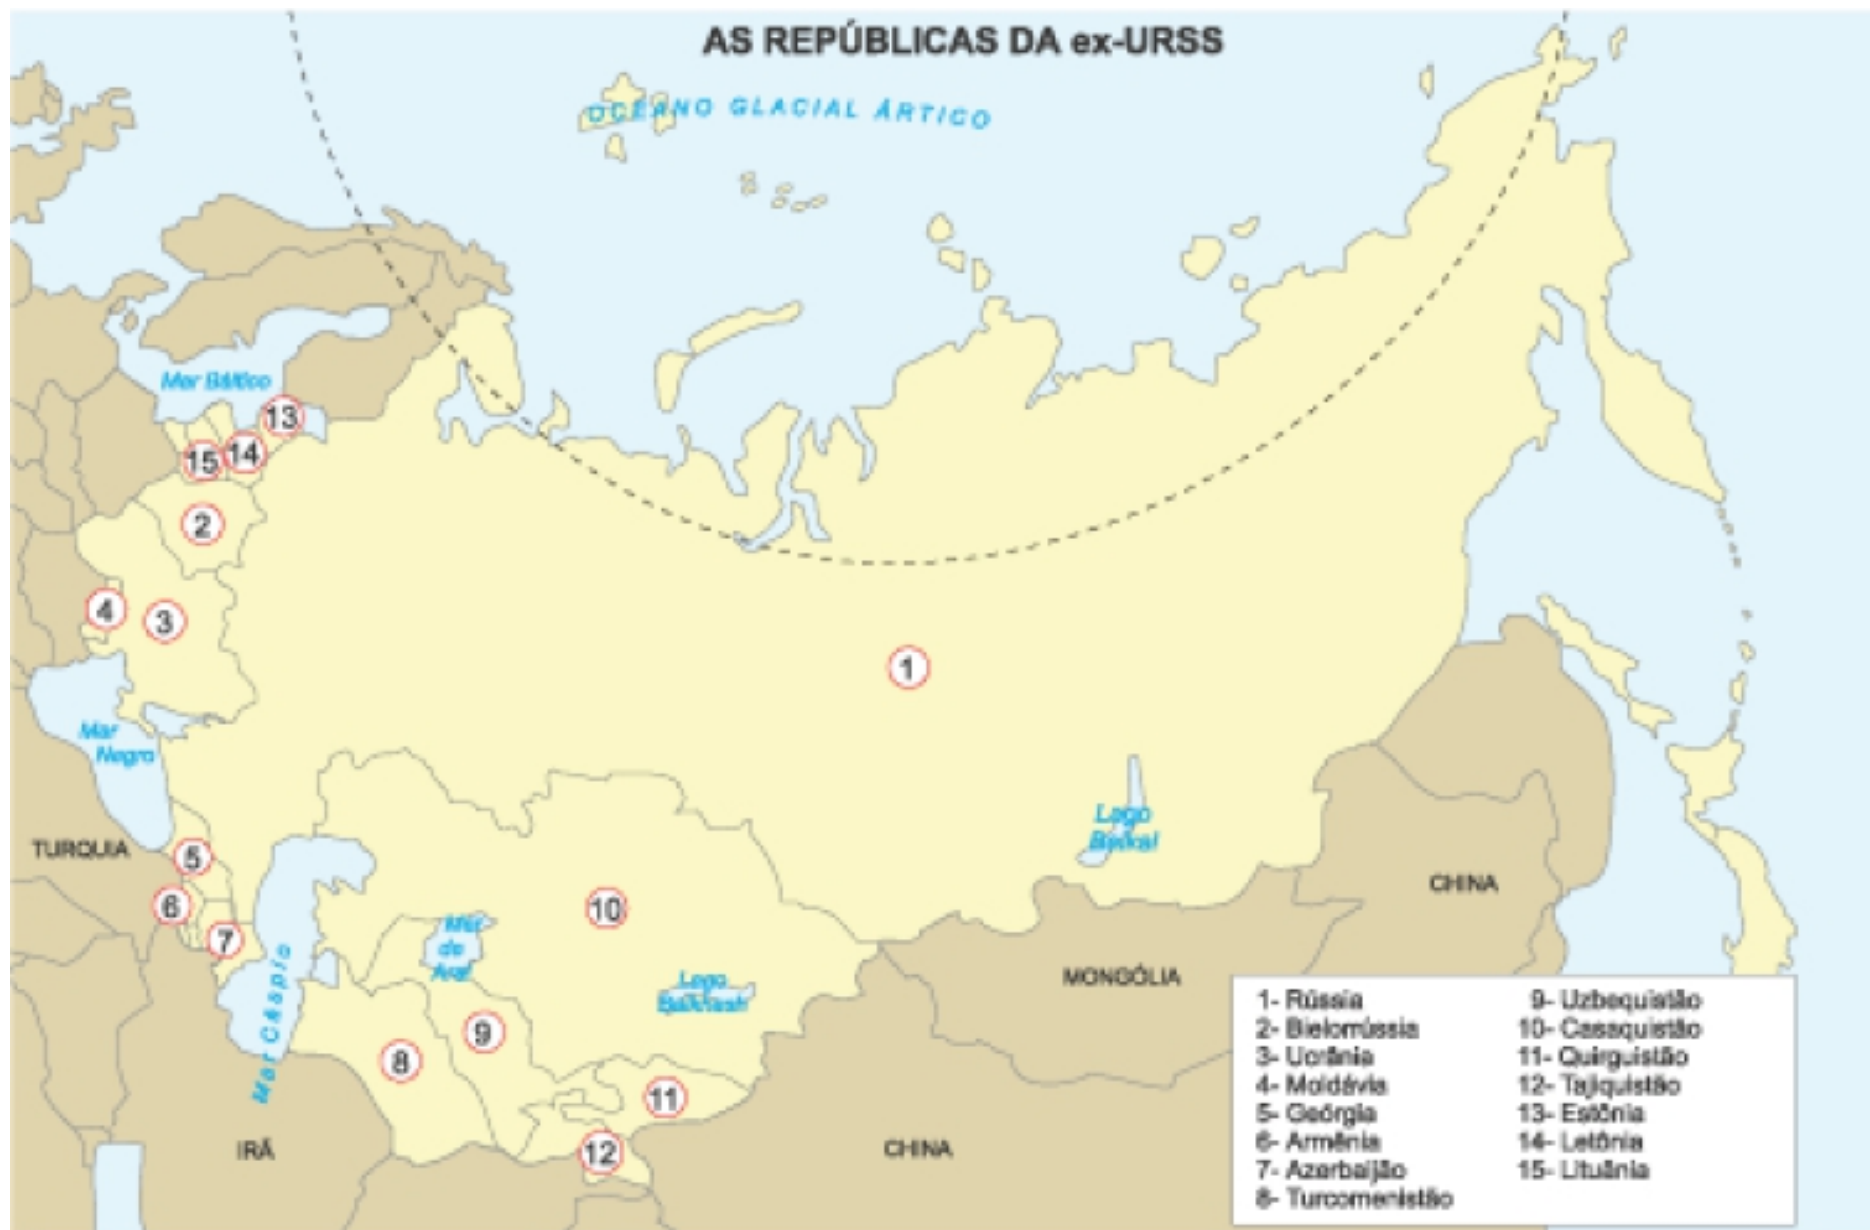 AS REPÚBLICAS DA ex-URSS
OCEANO GLACIAL ÁRTICO
Mar Báltico
13
15
14
2
4
3
1
Mar
Negro
Lago
Baikal
TURQUIA
5
CHINA
6
10
7
Mar
de
Aral
Mar Cáspio
Lago
Balkhash
MONGÓLIA
9
8
11
12
IRÃ
CHINA
1- Rússia
2- Bielorrússia
3- Ucrânia
4- Moldávia
5- Geórgia
6- Armênia
7- Azerbaijão
8- Turcomenistão
9- Uzbequistão
10- Casaquistão
11- Quirguistão
12- Tajiquistão
13- Estônia
14- Letônia
15- Lituânia